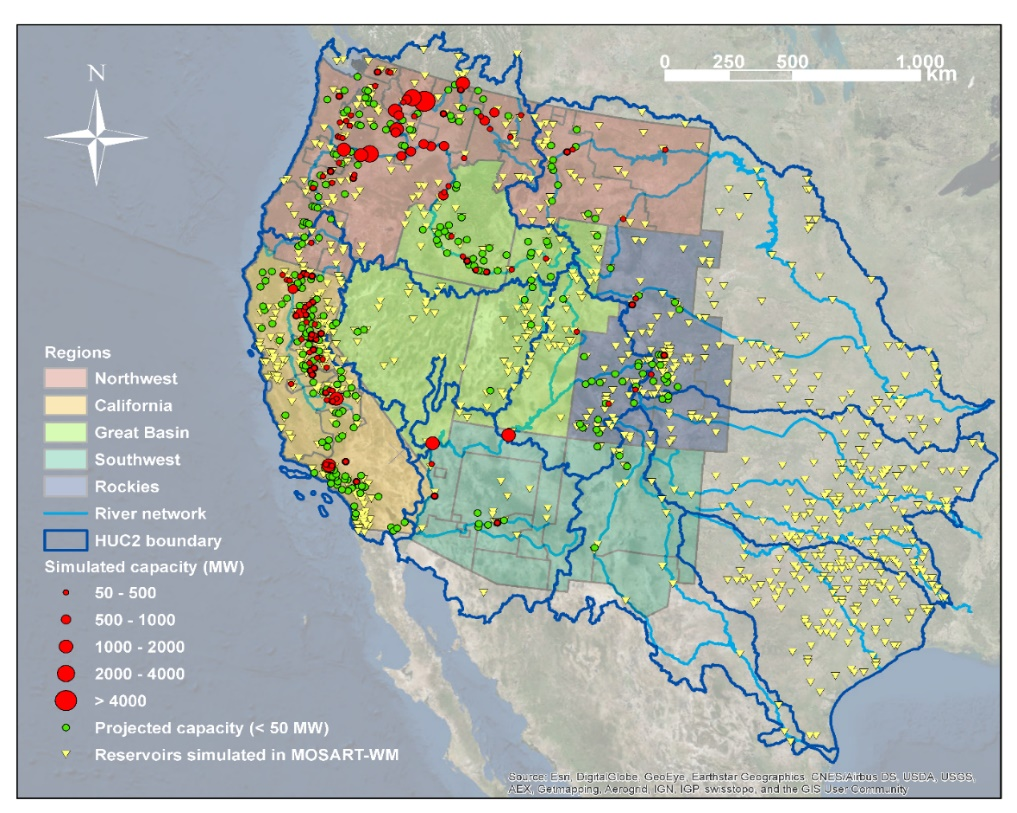 N
0 250 500 1,000
km
Regions
Northwest
California
Great Basin
Southwest
Rockies
River network
HUC2 boundary
Simulated capacity (MW)
50 - 500
500 - 1000
1000 - 2000
2000 - 4000
> 4000
Projected capacity (< 50 MW)
Reservoirs simulated in MOSART-WM
Source: Esri, DigitalGlobe, GeoEye, Earthstar Geographics, CNES/Airbus DS, USDA, USGS,
AEX, Getmapping, Aerogrid, IGN, IGP, swisstopo, and the GIS User Community